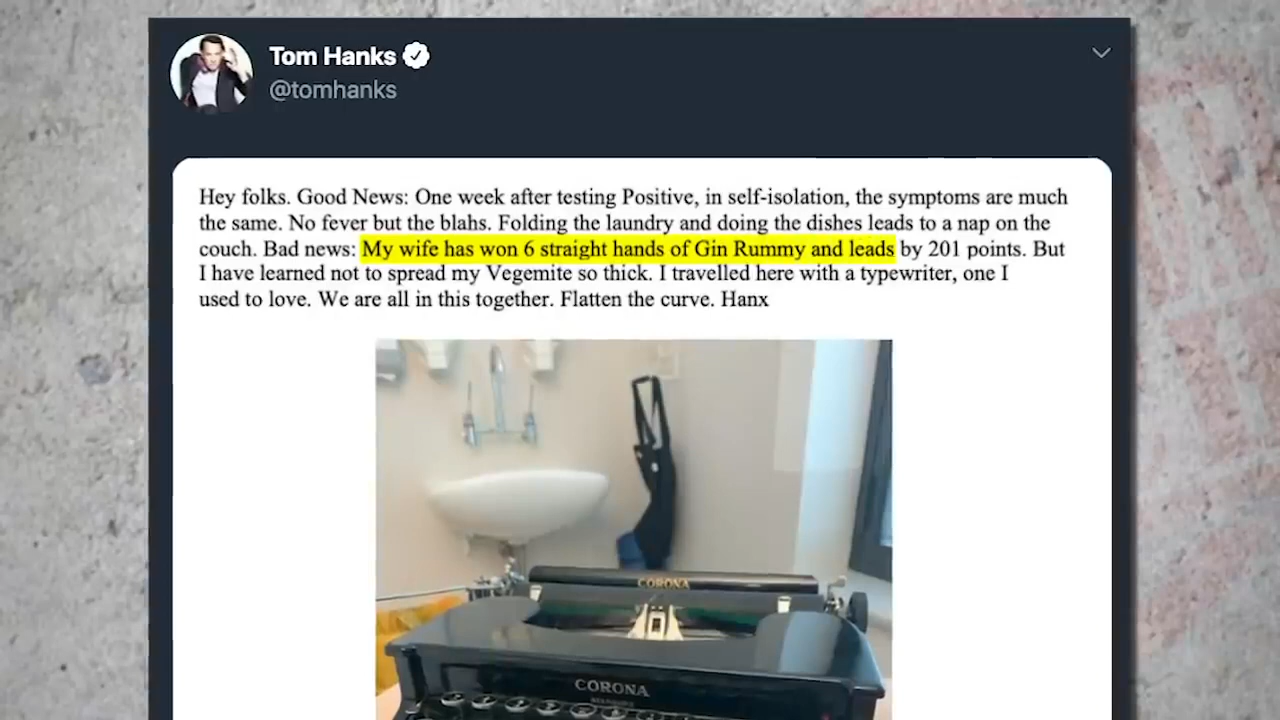 Tom Hanks
@tomhanks
Hey folks. Good News: One week after testing Positive, in self-isolation, the symptoms are much
the same. No fever but the blahs. Folding the laundry and doing the dishes leads to a nap on the
couch. Bad news: My wife has won 6 straight hands of Gin Rummy and leads by 201 points. But
I have learned not to spread my Vegemite so thick. I travelled here with a typewriter, one I
used to love. We are all in this together. Flatten the curve. Hanx
CORONA
CORONA